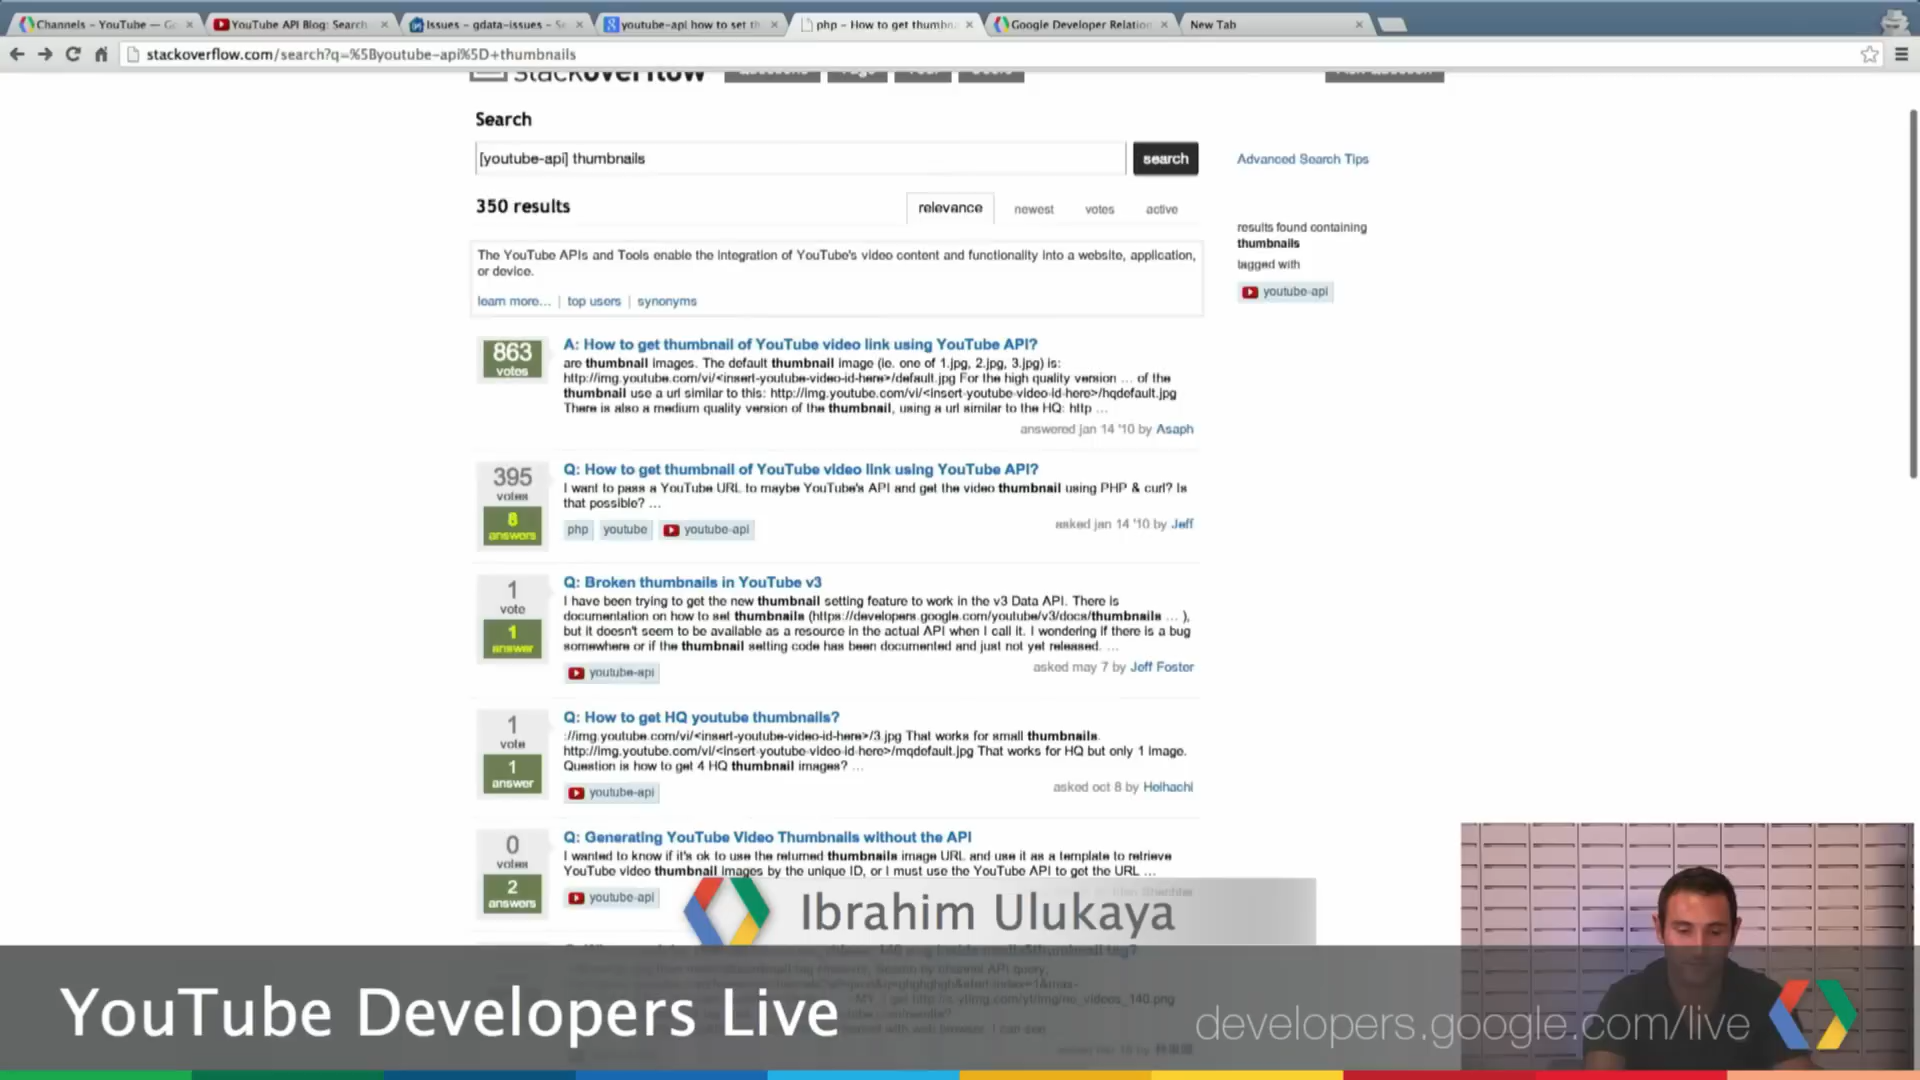 Channels – YouTube — Go
YouTube API Blog: Search
Issues – gdata-issues – Se
youtube-api how to set th
php – How to get thumbna
Google Developer Relation
New Tab
stackoverflow.com/search?q=%5Byoutube-api%5D+thumbnails
stackoverflow
Search
[youtube-api] thumbnails
search
Advanced Search Tips
350 results
relevance
newest
votes
active
results found containing
thumbnails
tagged with
youtube-api
The YouTube APIs and Tools enable the integration of YouTube's video content and functionality into a website, application,
or device.
learn more... | top users | synonyms
863
votes
A: How to get thumbnail of YouTube video link using YouTube API?
are thumbnail images. The default thumbnail image (ie. one of 1.jpg, 2.jpg, 3.jpg) is:
http://img.youtube.com/vi/<insert-youtube-video-id-here>/default.jpg For the high quality version ... of the
thumbnail use a url similar to this: http://img.youtube.com/vi/<insert-youtube-video-id-here>/hqdefault.jpg
There is also a medium quality version of the thumbnail, using a url similar to the HQ: http ...
answered jan 14 '10 by Asaph
395
votes
8
answers
Q: How to get thumbnail of YouTube video link using YouTube API?
I want to pass a YouTube URL to maybe YouTube's API and get the video thumbnail using PHP & curl? Is
that possible? ...
php youtube youtube-api
asked jan 14 '10 by Jeff
1
vote
1
answer
Q: Broken thumbnails in YouTube v3
I have been trying to get the new thumbnail setting feature to work in the v3 Data API. There is
documentation on how to set thumbnails (https://developers.google.com/youtube/v3/docs/thumbnails ... ),
but it doesn't seem to be available as a resource in the actual API when I call it. I wondering if there is a bug
somewhere or if the thumbnail setting code has been documented and just not yet released. ...
youtube-api
asked may 7 by Jeff Foster
1
vote
1
answer
Q: How to get HQ youtube thumbnails?
://img.youtube.com/vi/<insert-youtube-video-id-here>/3.jpg That works for small thumbnails.
http://img.youtube.com/vi/<insert-youtube-video-id-here>/mqdefault.jpg That works for HQ but only 1 image.
Question is how to get 4 HQ thumbnail images? ...
youtube-api
asked oct 8 by Heihachi
0
votes
2
answers
Q: Generating YouTube Video Thumbnails without the API
I wanted to know if it's ok to use the returned thumbnails image URL and use it as a template to retrieve
YouTube video thumbnail images by the unique ID, or I must use the YouTube API to get the URL ...
youtube-api
Ibrahim Ulukaya
YouTube Developers Live
developers.google.com/live